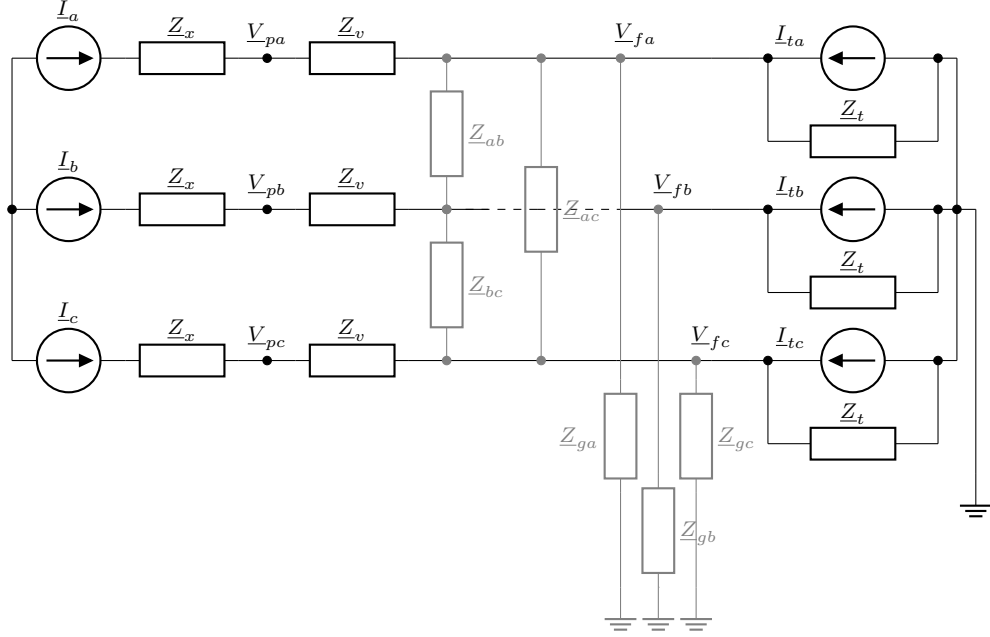 I_a Z_x V_pa Z_v V_fa I_ta
Z_t
Z_ab
I_b Z_x V_pb Z_v V_fb I_tb
Z_ac
Z_t
Z_bc
I_c Z_x V_pc Z_v V_fc I_tc
Z_t
Z_ga Z_gc
Z_gb